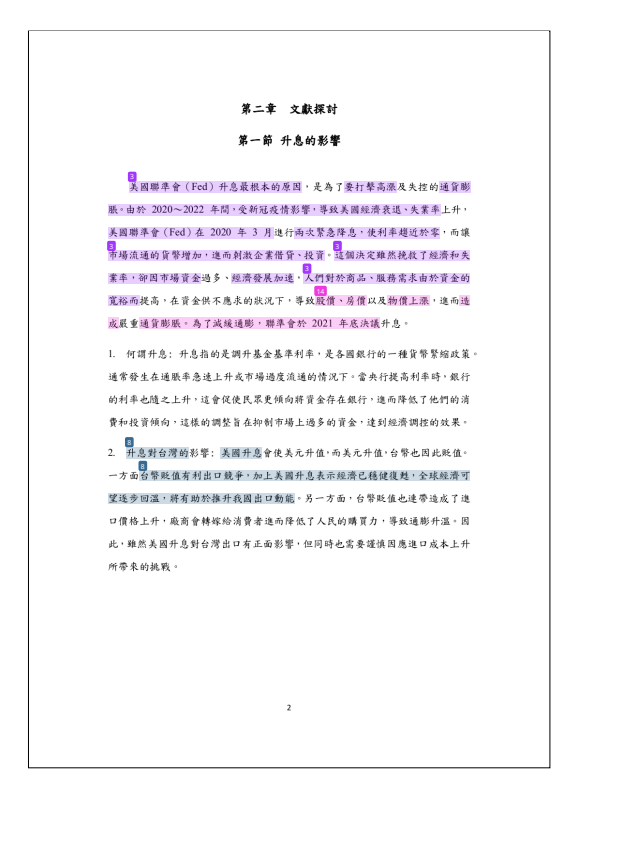 第二章　文獻探討
第一節 升息的影響
3
美國聯準會（Fed）升息最根本的原因，是為了要打擊高漲及失控的通貨膨
脹。由於 2020～2022 年間，受新冠疫情影響，導致美國經濟衰退、失業率上升，
美國聯準會（Fed）在 2020 年 3 月進行兩次緊急降息，使利率趨近於零，而讓
3 3
市場流通的貨幣增加，進而刺激企業借貸、投資。這個決定雖然挽救了經濟和失
3
業率，卻因市場資金過多、經濟發展加速，人們對於商品、服務需求由於資金的
14
寬裕而提高，在資金供不應求的狀況下，導致股價、房價以及物價上漲，進而造
成嚴重通貨膨脹。為了減緩通膨，聯準會於 2021 年底決議升息。
1. 何謂升息：升息指的是調升基金基準利率，是各國銀行的一種貨幣緊縮政策。
通常發生在通脹率急速上升或市場過度流通的情況下。當央行提高利率時，銀行
的利率也隨之上升，這會促使民眾更傾向將資金存在銀行，進而降低了他們的消
費和投資傾向，這樣的調整旨在抑制市場上過多的資金，達到經濟調控的效果。
8
2. 升息對台灣的影響：美國升息會使美元升值，而美元升值，台幣也因此貶值。
8
一方面台幣貶值有利出口競爭，加上美國升息表示經濟已穩健復甦，全球經濟可
望逐步回溫，將有助於推升我國出口動能。另一方面，台幣貶值也連帶造成了進
口價格上升，廠商會轉嫁給消費者進而降低了人民的購買力，導致通膨升溫。因
此，雖然美國升息對台灣出口有正面影響，但同時也需要謹慎因應進口成本上升
所帶來的挑戰。
2